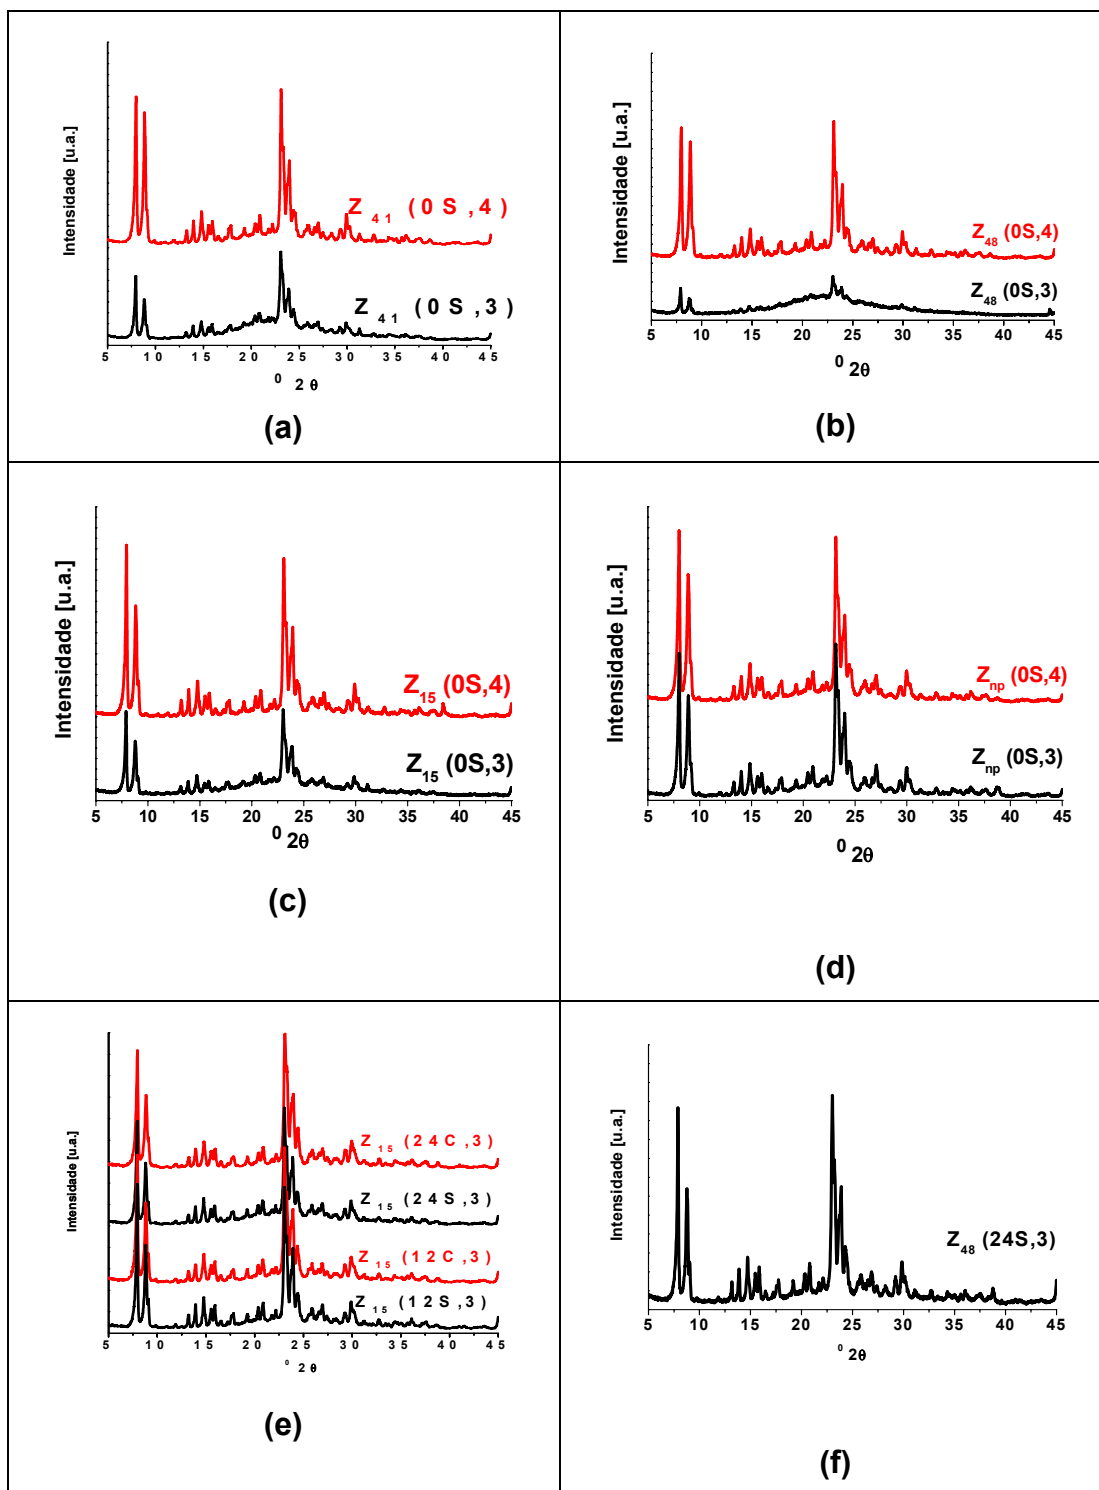 Intensidade [u.a.]
Z 41 (0S,4)
Z 41 (0S,3)
5 10 15 20 25 30 35 40 45
0 2θ
(a)
Intensidade [u.a.]
Z48 (0S,4)
Z48 (0S,3)
5 10 15 20 25 30 35 40 45
0 2θ
(b)
Intensidade [u.a.]
Z15 (0S,4)
Z15 (0S,3)
5 10 15 20 25 30 35 40 45
0 2θ
(c)
Intensidade [u.a.]
Znp (0S,4)
Znp (0S,3)
5 10 15 20 25 30 35 40 45
0 2θ
(d)
Intensidade [u.a.]
Z 15 (24C,3)
Z 15 (24S,3)
Z 15 (12C,3)
Z 15 (12S,3)
5 10 15 20 25 30 35 40 45
0 2θ
(e)
Intensidade [u.a.]
Z48 (24S,3)
5 10 15 20 25 30 35 40 45
0 2θ
(f)